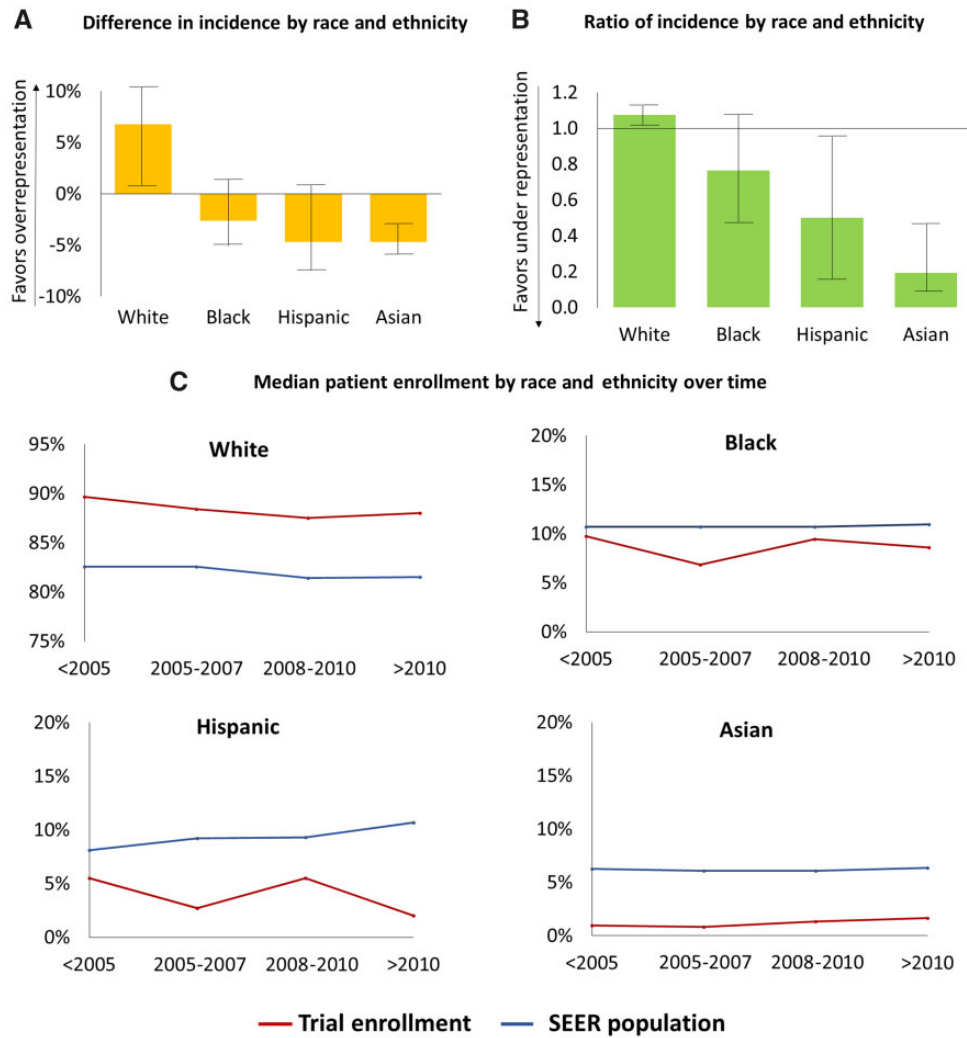 A Difference in incidence by race and ethnicity
Favors overrepresentation
10%
5%
0%
-5%
-10%
White Black Hispanic Asian
B Ratio of incidence by race and ethnicity
Favors under representation
1.2
1.0
0.8
0.6
0.4
0.2
0.0
White Black Hispanic Asian
C Median patient enrollment by race and ethnicity over time
White
95%
90%
85%
80%
75%
<2005 2005-2007 2008-2010 >2010
Black
20%
15%
10%
5%
0%
<2005 2005-2007 2008-2010 >2010
Hispanic
20%
15%
10%
5%
0%
<2005 2005-2007 2008-2010 >2010
Asian
20%
15%
10%
5%
0%
<2005 2005-2007 2008-2010 >2010
Trial enrollment SEER population